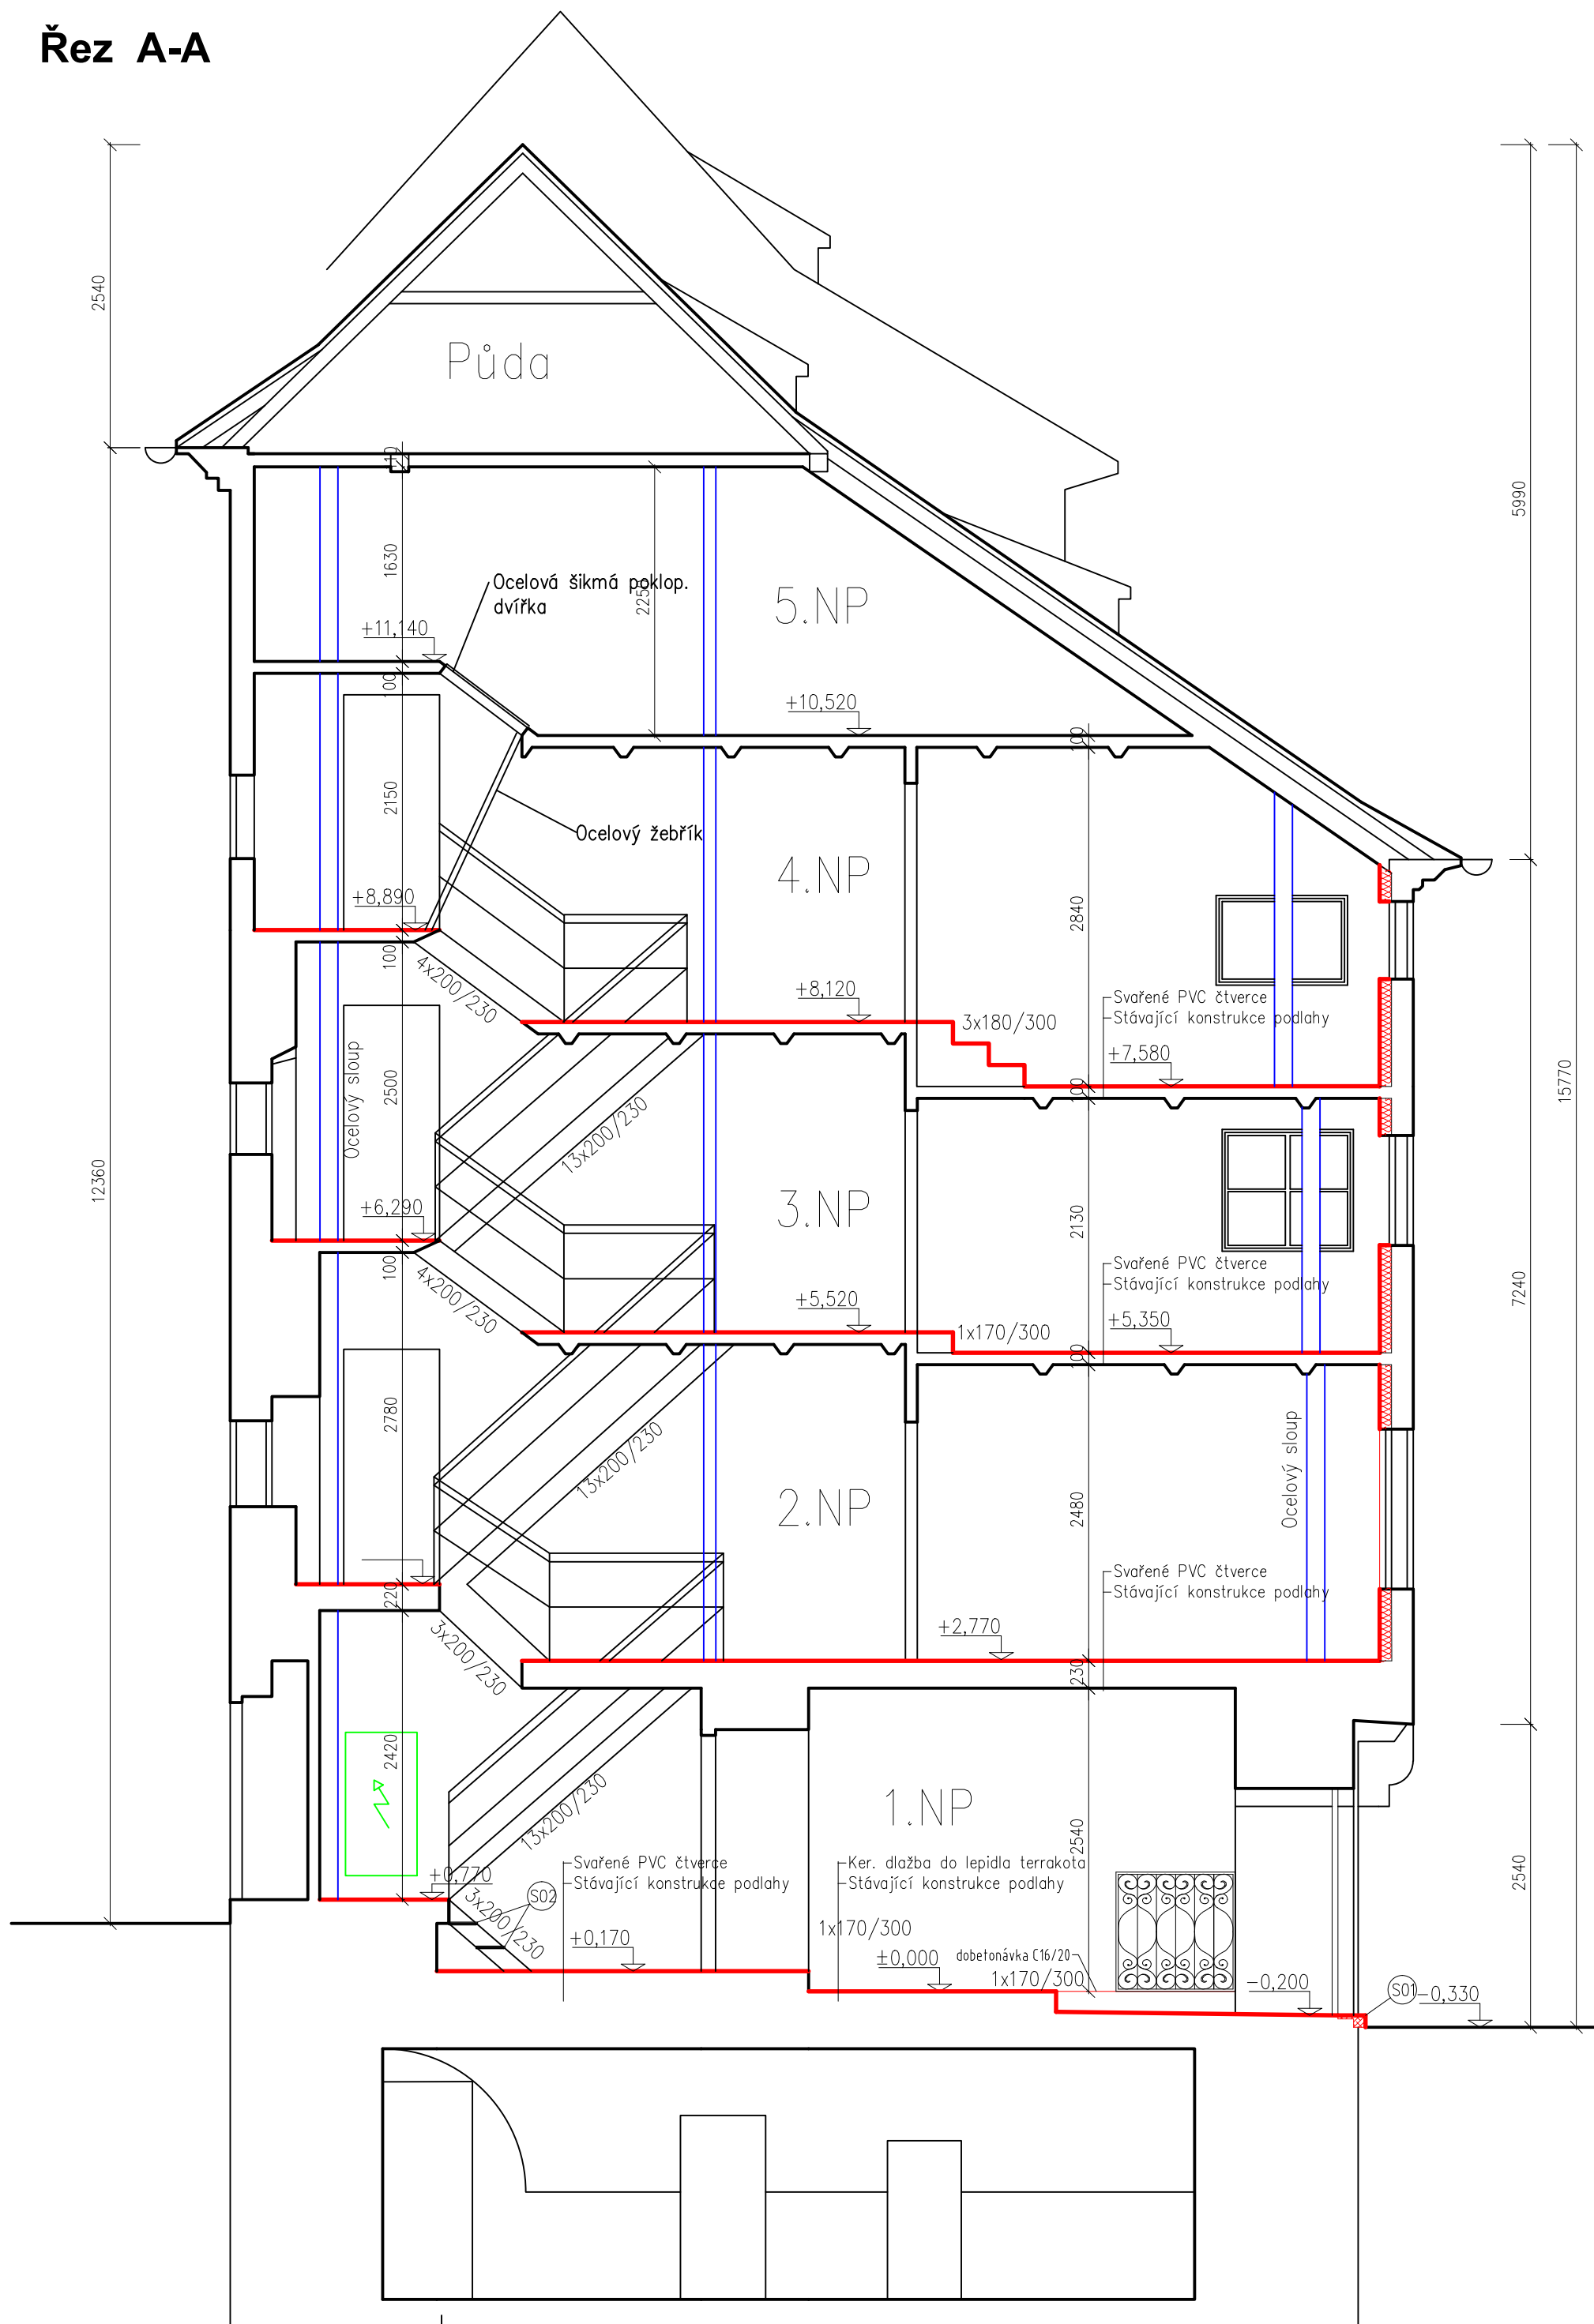 Řez A-A
2540
Půda
110
5990
1630
Ocelová šikmá poklop.
dvířka
2250
5.NP
+11,140
100
+10,520
100
2150
Ocelový žebřík
4.NP
2840
+8,890
100
4x200/230
+8,120
3x180/300
Svařené PVC čtverce
Stávající konstrukce podlahy
+7,580
100
15770
Ocelový sloup
2500
13x200/230
12360
3.NP
2130
+6,290
100
4x200/230
+5,520
1x170/300
Svařené PVC čtverce
Stávající konstrukce podlahy
+5,350
100
7240
2780
13x200/230
2.NP
2480
Ocelový sloup
220
3x200/230
Svařené PVC čtverce
Stávající konstrukce podlahy
+2,770
230
2420
13x200/230
1.NP
2540
2540
+0,770
Svařené PVC čtverce
Stávající konstrukce podlahy
Ker. dlažba do lepidla terrakota
Stávající konstrukce podlahy
S02
3x200/230
+0,170
1x170/300
±0,000
dobetonávka C16/20
1x170/300
-0,200
S01
-0,330